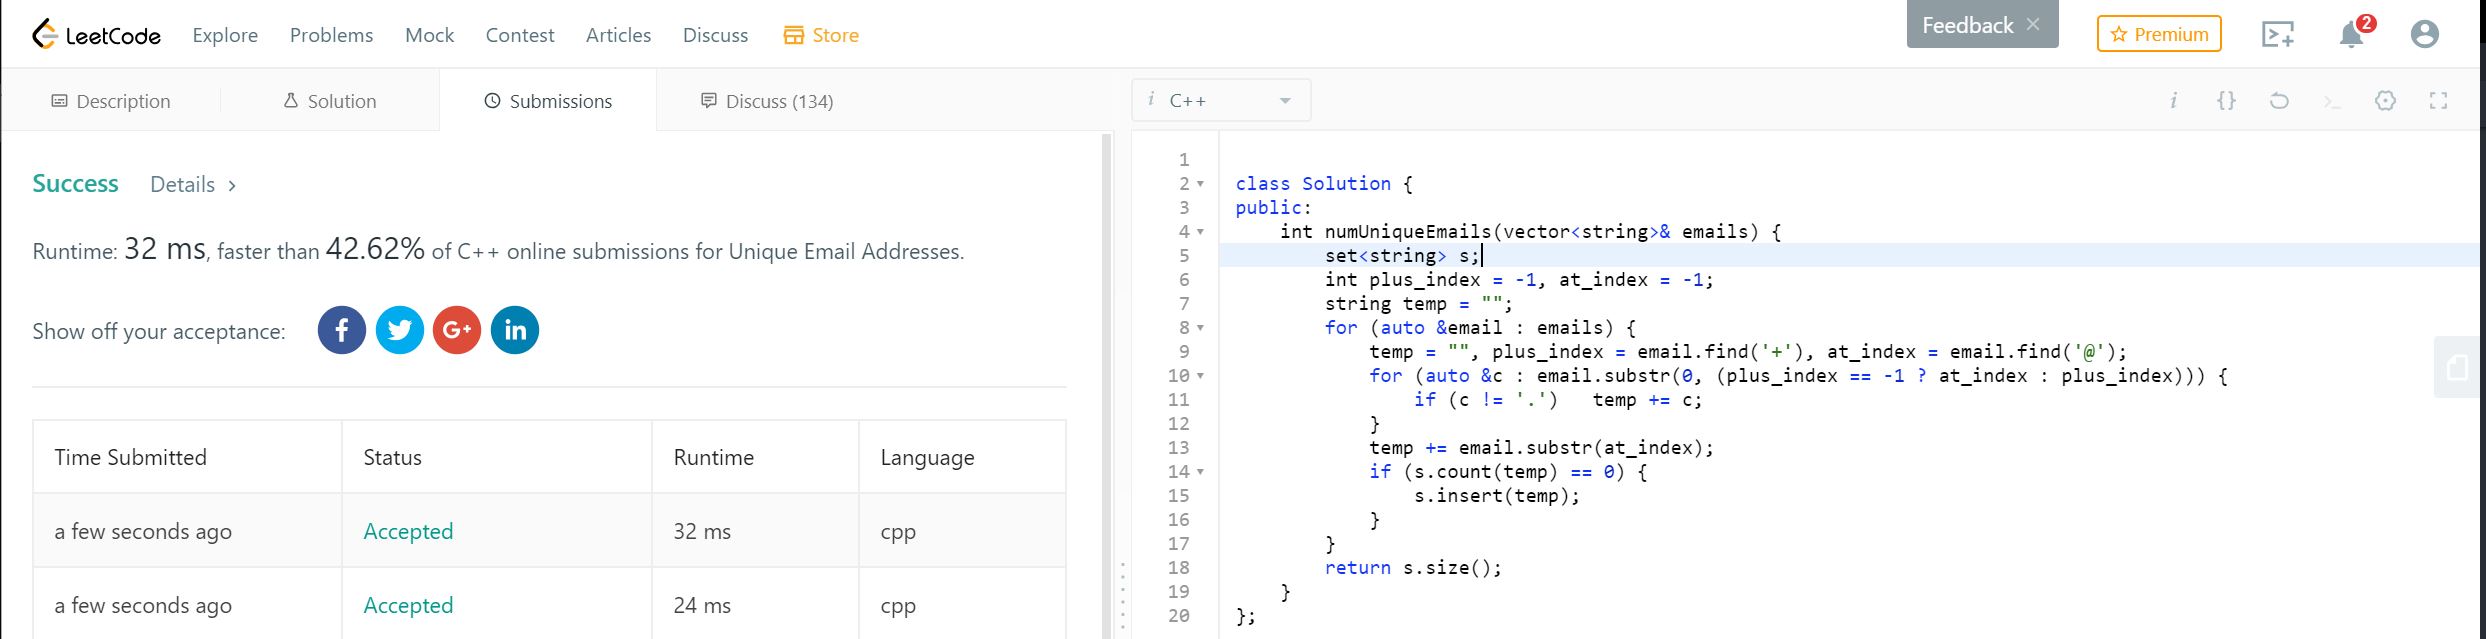 LeetCode Explore Problems Mock Contest Articles Discuss Store Feedback × Premium 2
Description Solution Submissions Discuss (134)
i C++ i {}
Success Details >
Runtime: 32 ms, faster than 42.62% of C++ online submissions for Unique Email Addresses.
Show off your acceptance: f G+ in
Time Submitted Status Runtime Language
a few seconds ago Accepted 32 ms cpp
a few seconds ago Accepted 24 ms cpp
1
2 class Solution {
3 public:
4     int numUniqueEmails(vector<string>& emails) {
5         set<string> s;
6         int plus_index = -1, at_index = -1;
7         string temp = "";
8         for (auto &email : emails) {
9             temp = "", plus_index = email.find('+'), at_index = email.find('@');
10             for (auto &c : email.substr(0, (plus_index == -1 ? at_index : plus_index))) {
11                 if (c != '.')   temp += c;
12             }
13             temp += email.substr(at_index);
14             if (s.count(temp) == 0) {
15                 s.insert(temp);
16             }
17         }
18         return s.size();
19     }
20 };